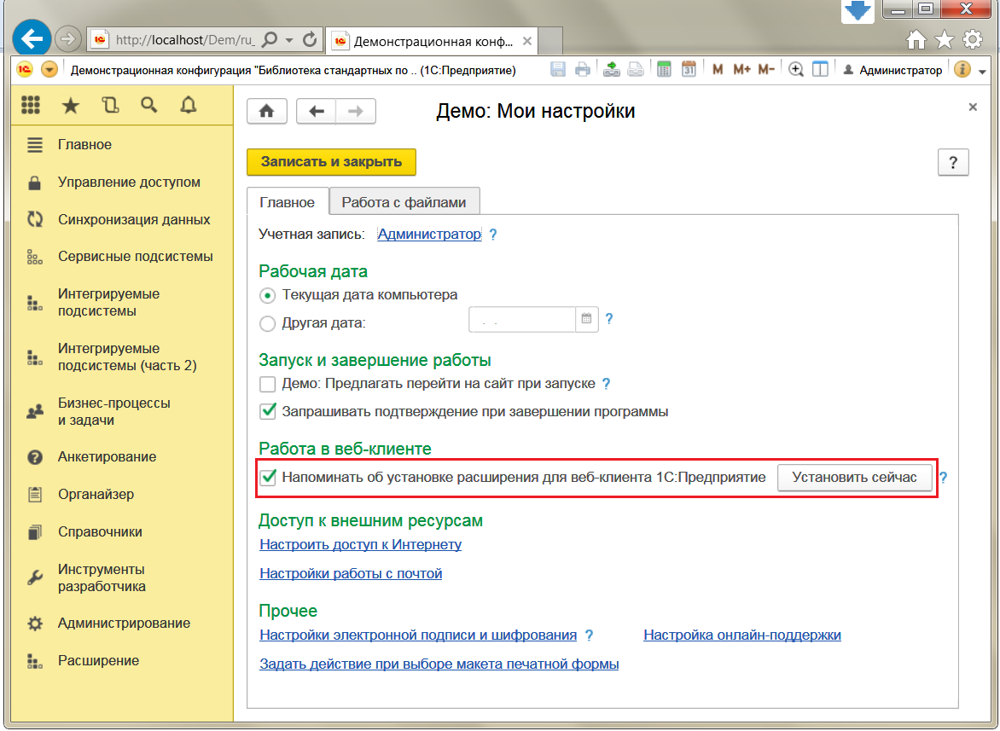 http://localhost/Dem/ru_
Демонстрационная конф...
Демонстрационная конфигурация "Библиотека стандартных по .. (1С:Предприятие)
31
M M+ M-
Администратор
Демо: Мои настройки
Записать и закрыть
?
Главное
Управление доступом
Синхронизация данных
Сервисные подсистемы
Интегрируемые
подсистемы
Интегрируемые
подсистемы (часть 2)
Бизнес-процессы
и задачи
Анкетирование
Органайзер
Справочники
Инструменты
разработчика
Администрирование
Расширение
Главное
Работа с файлами
Учетная запись: Администратор ?
Рабочая дата
Текущая дата компьютера
Другая дата: . . ?
Запуск и завершение работы
Демо: Предлагать перейти на сайт при запуске ?
Запрашивать подтверждение при завершении программы
Работа в веб-клиенте
Напоминать об установке расширения для веб-клиента 1С:Предприятие Установить сейчас ?
Доступ к внешним ресурсам
Настроить доступ к Интернету
Настройки работы с почтой
Прочее
Настройки электронной подписи и шифрования ? Настройка онлайн-поддержки
Задать действие при выборе макета печатной формы